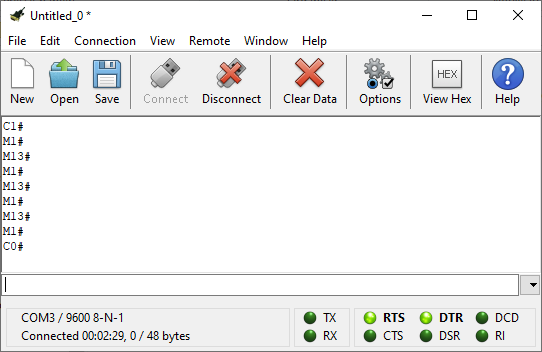 Untitled_0 *
File Edit Connection View Remote Window Help
New Open Save Connect Disconnect Clear Data Options HEX View Hex Help
C1#
M1#
M13#
M1#
M13#
M1#
M13#
M1#
C0#
COM3 / 9600 8-N-1 TX RTS DTR DCD
Connected 00:02:29, 0 / 48 bytes RX CTS DSR RI